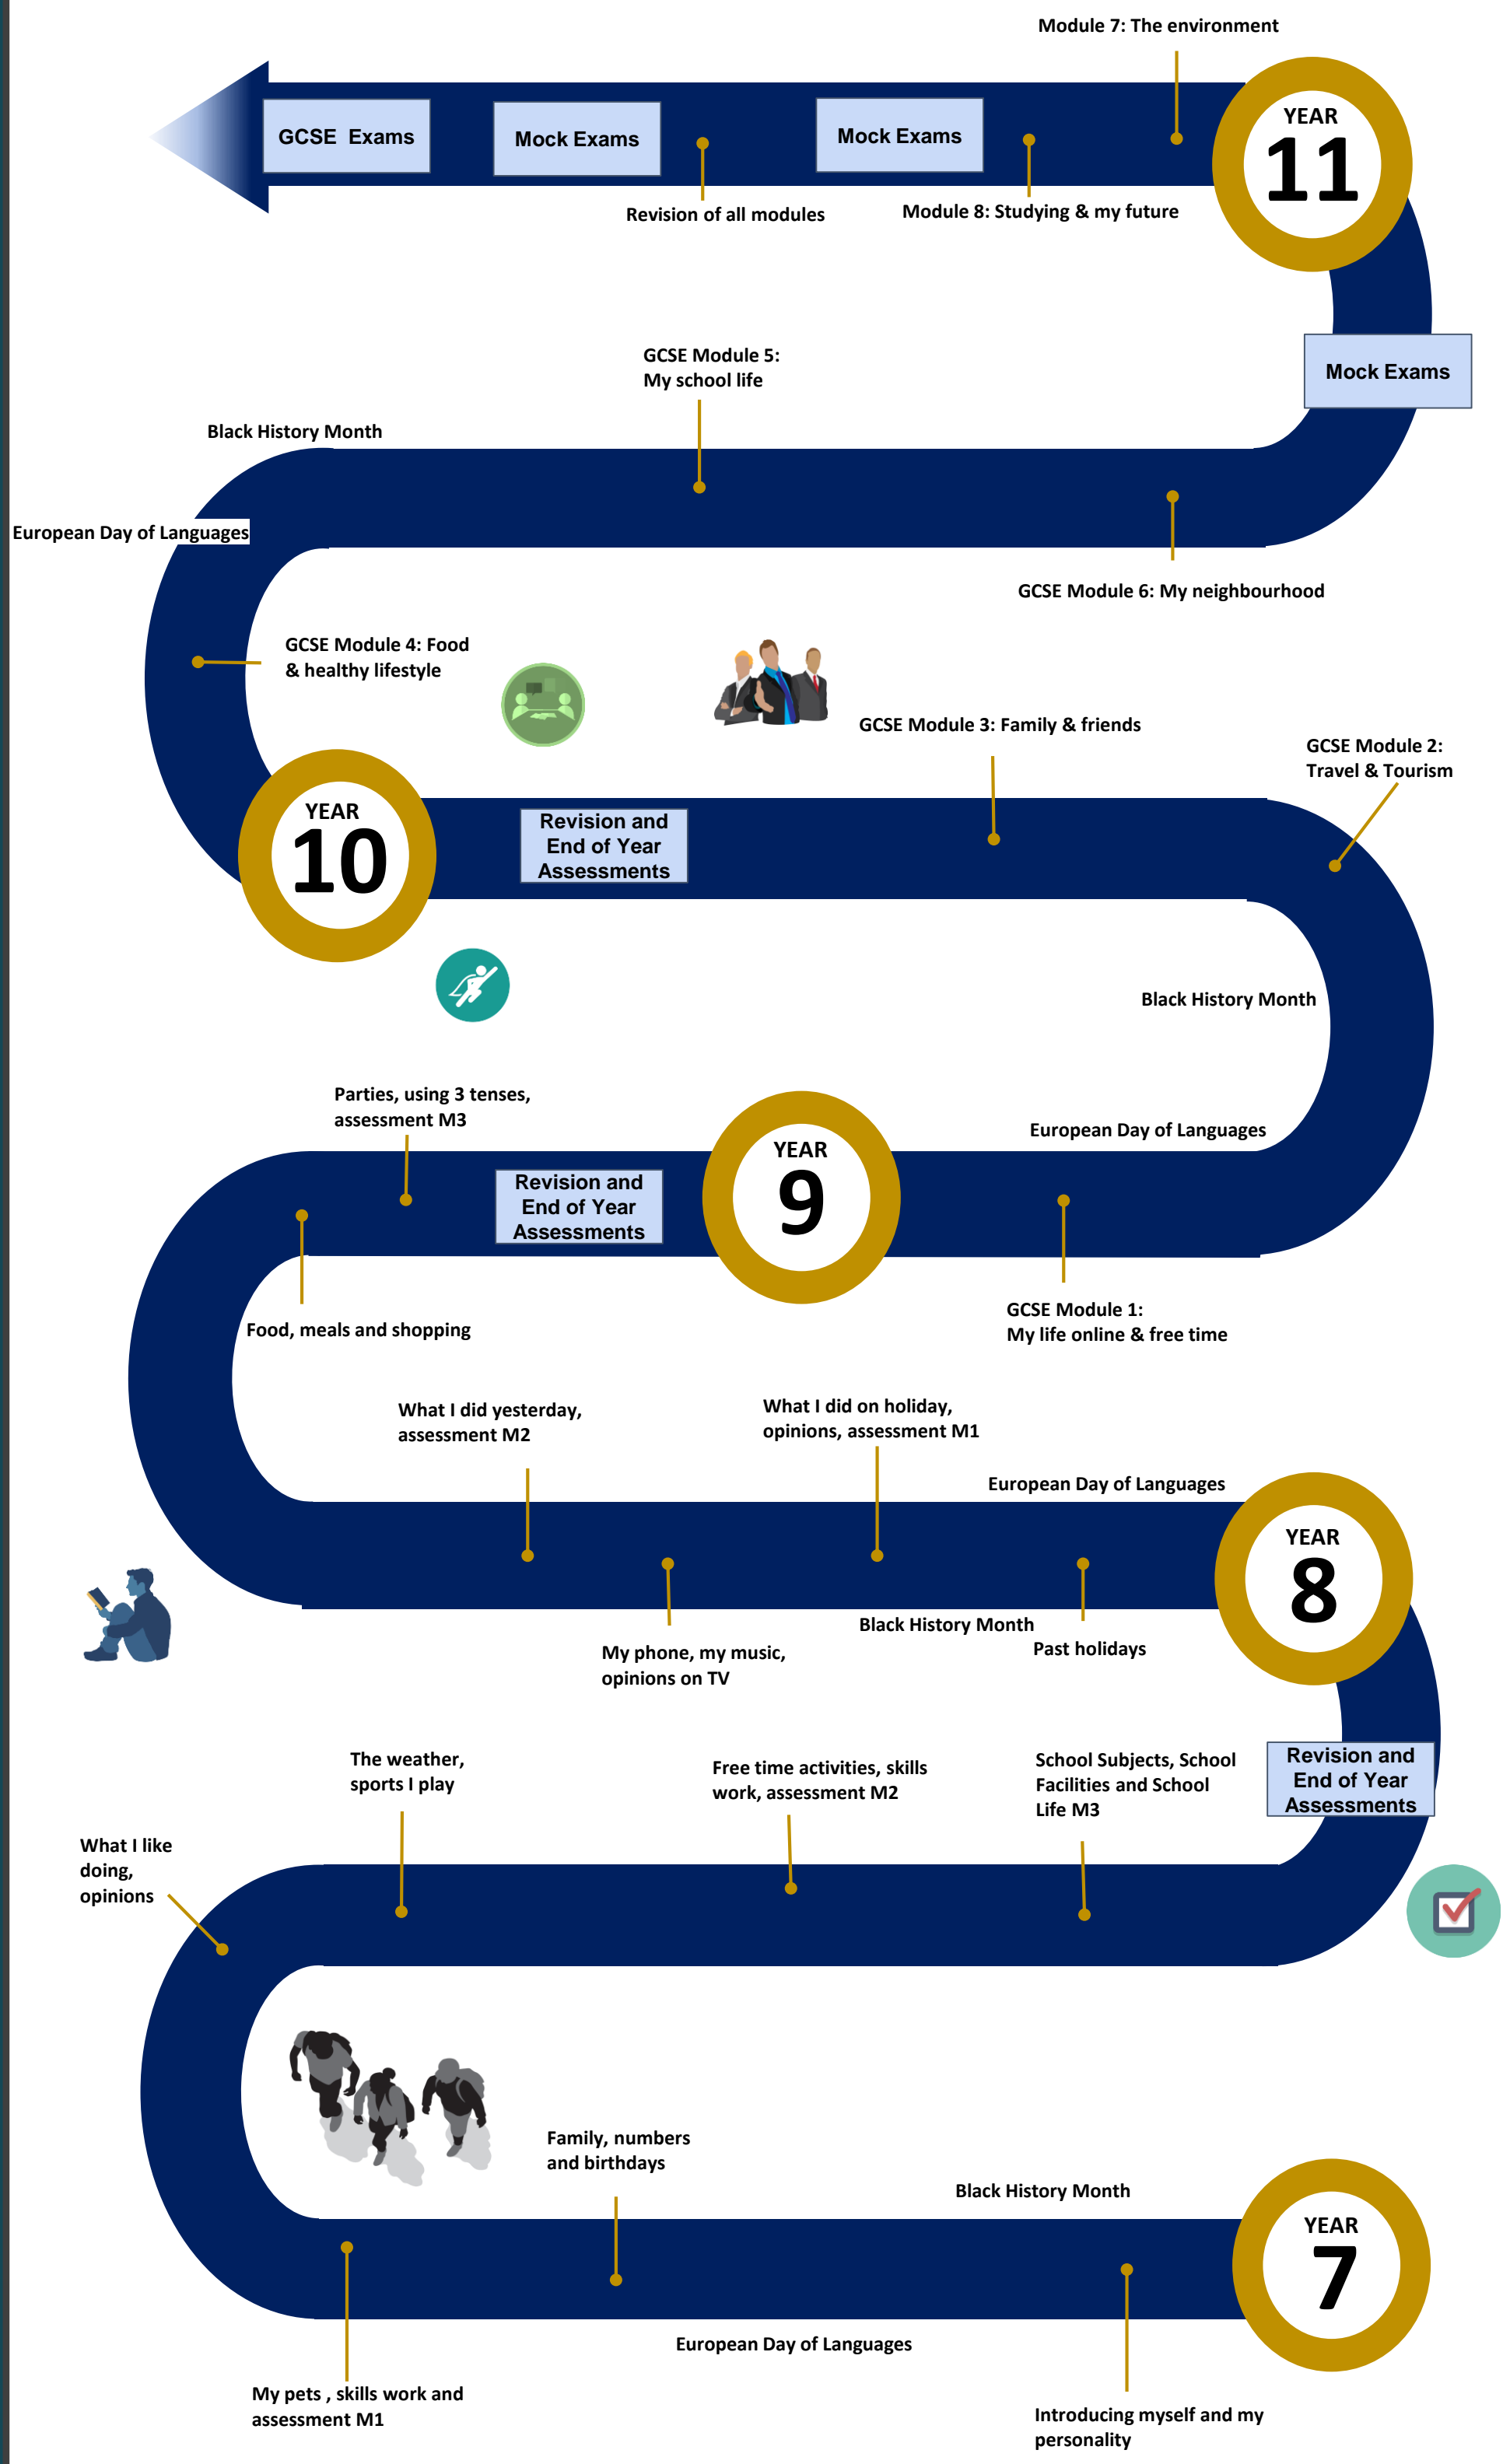 Module 7: The environment
YEAR
11
GCSE  Exams
Mock Exams
Mock Exams
Revision of all modules
Module 8: Studying & my future
Mock Exams
GCSE Module 5:
My school life
Black History Month
European Day of Languages
GCSE Module 6: My neighbourhood
GCSE Module 4: Food
& healthy lifestyle
GCSE Module 3: Family & friends
GCSE Module 2:
Travel & Tourism
YEAR
10
Revision and
End of Year
Assessments
Black History Month
Parties, using 3 tenses,
assessment M3
European Day of Languages
YEAR
9
Revision and
End of Year
Assessments
Food, meals and shopping
GCSE Module 1:
My life online & free time
What I did yesterday,
assessment M2
What I did on holiday,
opinions, assessment M1
European Day of Languages
YEAR
8
Black History Month
Past holidays
My phone, my music,
opinions on TV
The weather,
sports I play
Free time activities, skills
work, assessment M2
School Subjects, School
Facilities and School
Life M3
Revision and
End of Year
Assessments
What I like
doing,
opinions
Family, numbers
and birthdays
Black History Month
YEAR
7
European Day of Languages
My pets , skills work and
assessment M1
Introducing myself and my
personality